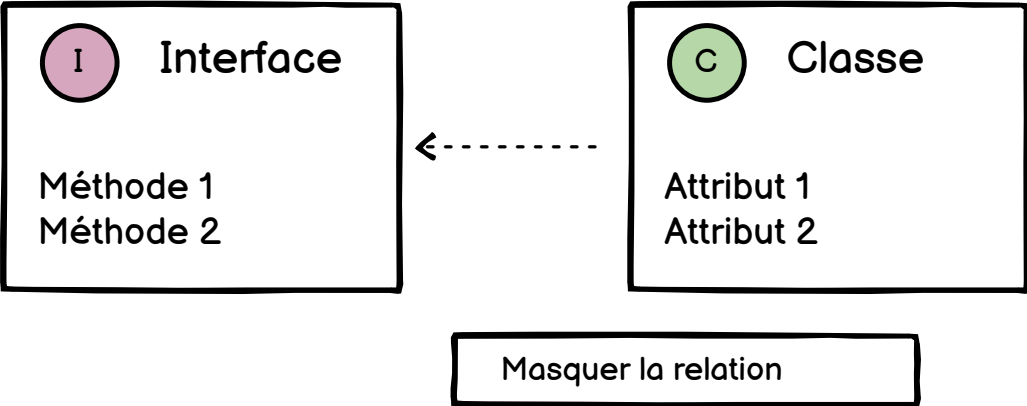 I Interface
Méthode 1
Méthode 2
C Classe
Attribut 1
Attribut 2
Masquer la relation